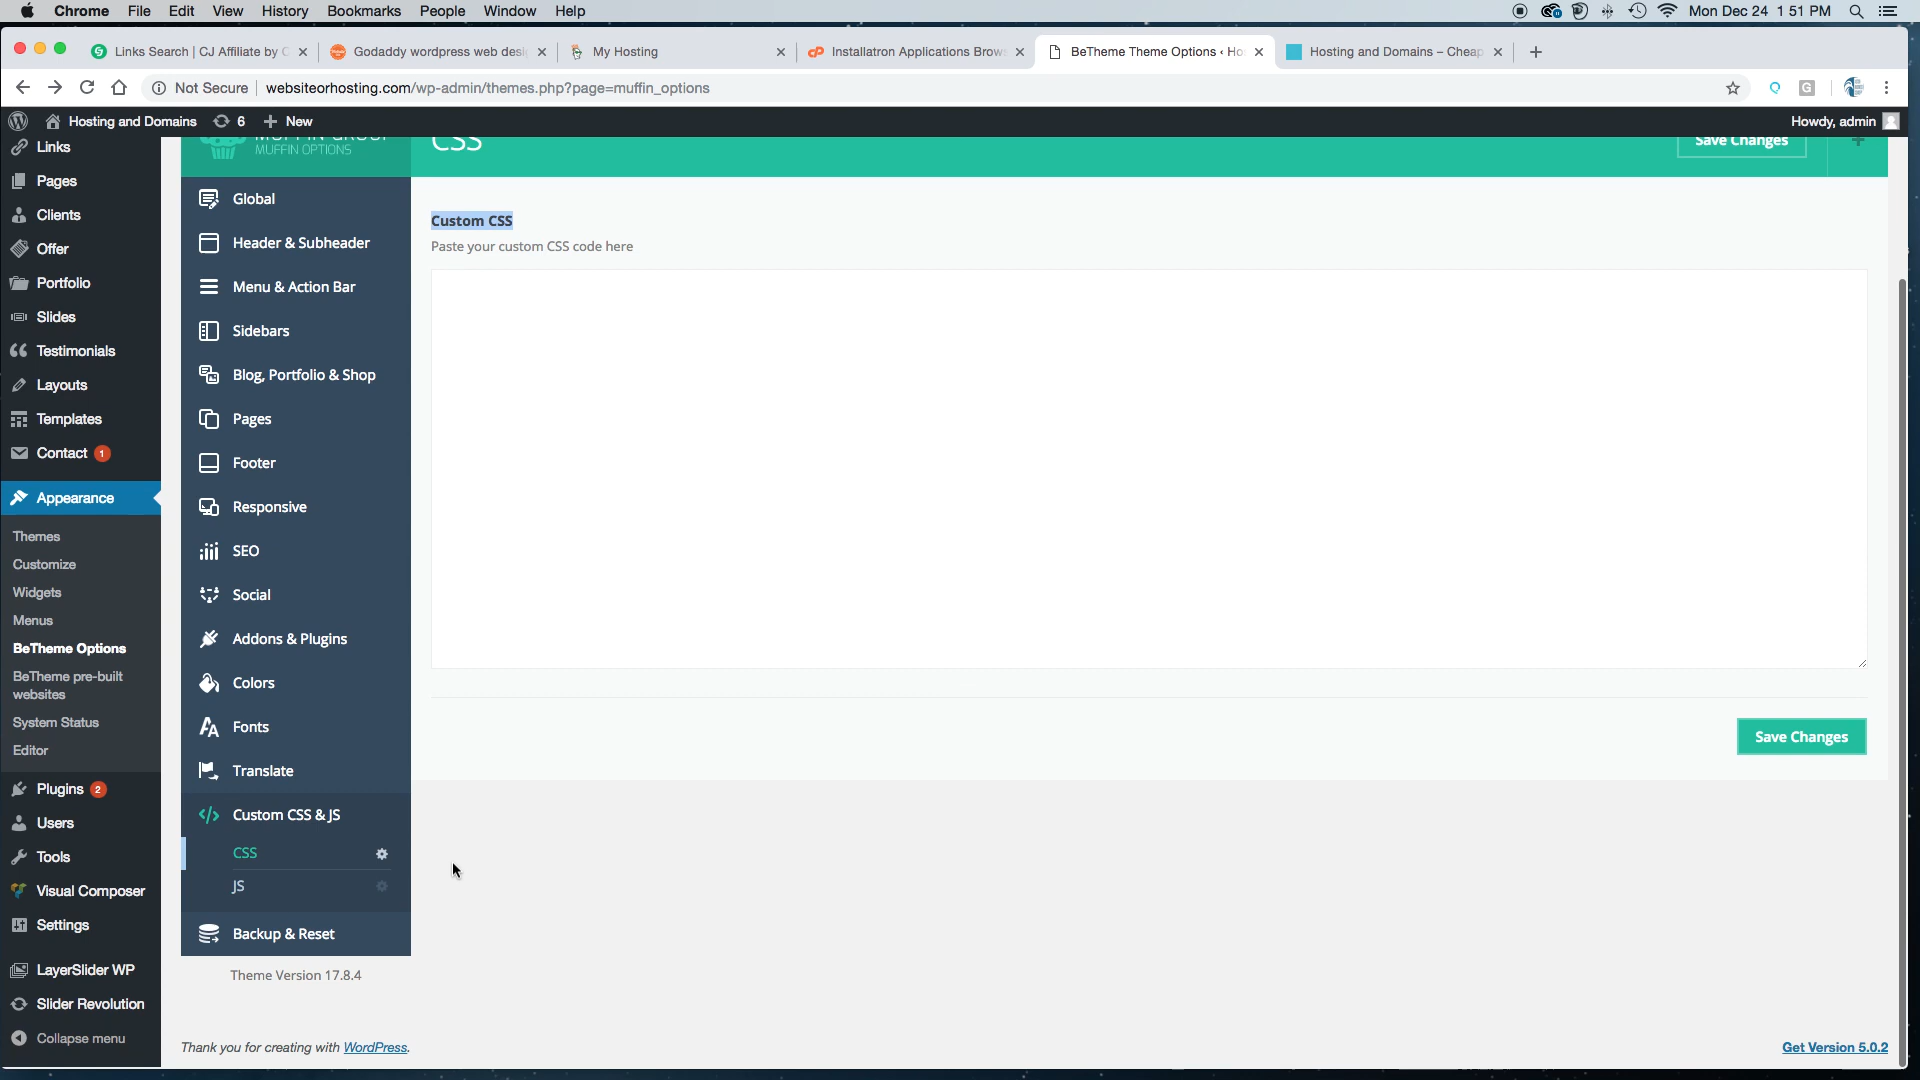 Chrome File Edit View History Bookmarks People Window Help
Mon Dec 24 1 51 PM
Links Search | CJ Affiliate by C
Godaddy wordpress web desi
My Hosting
Installatron Applications Brow
BeTheme Theme Options ‹ Ho
Hosting and Domains – Cheap
Not Secure websiteorhosting.com/wp-admin/themes.php?page=muffin_options
Hosting and Domains 6 New
Howdy, admin
Links
Pages
Clients
Offer
Portfolio
Slides
Testimonials
Layouts
Templates
Contact 1
Appearance
Themes
Customize
Widgets
Menus
BeTheme Options
BeTheme pre-built
websites
System Status
Editor
Plugins 2
Users
Tools
Visual Composer
Settings
LayerSlider WP
Slider Revolution
Collapse menu
MUFFIN GROUP
MUFFIN OPTIONS
CSS
Save Changes
Global
Header & Subheader
Menu & Action Bar
Sidebars
Blog, Portfolio & Shop
Pages
Footer
Responsive
SEO
Social
Addons & Plugins
Colors
Fonts
Translate
Custom CSS & JS
CSS
JS
Backup & Reset
Theme Version 17.8.4
Custom CSS
Paste your custom CSS code here
Save Changes
Thank you for creating with WordPress.
Get Version 5.0.2